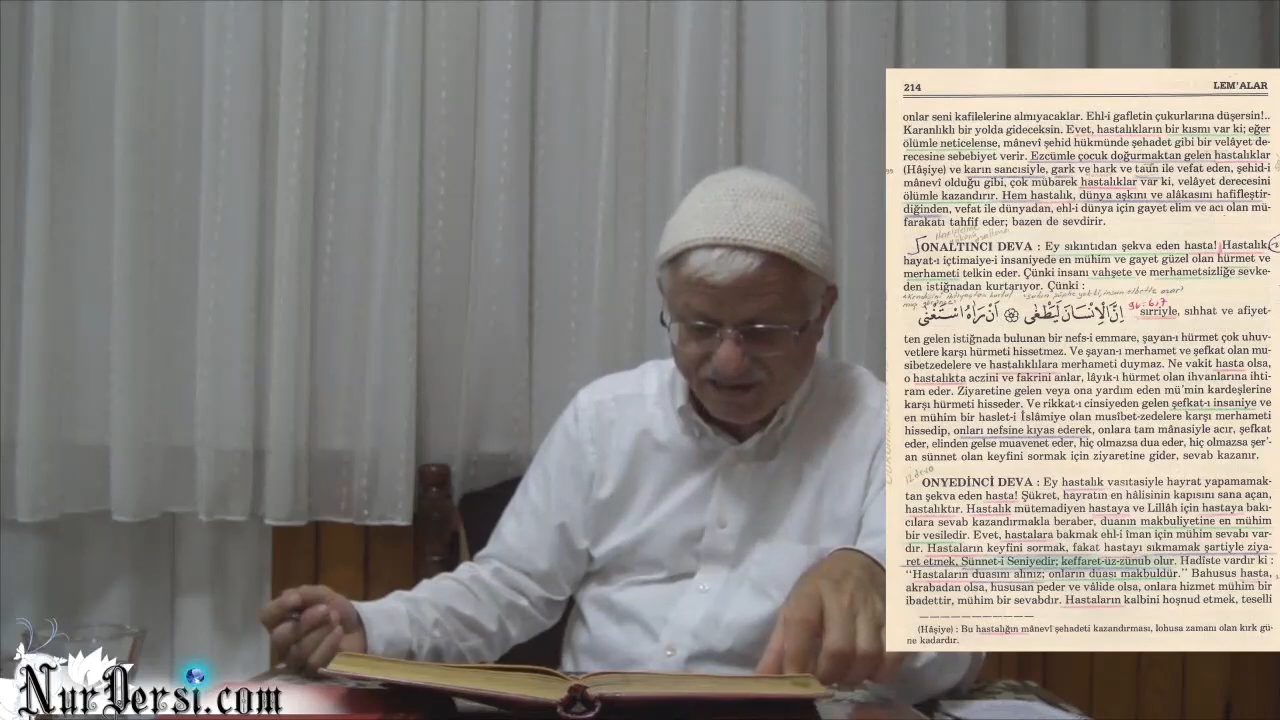 214 LEM'ALAR
onlar seni kafilelerine almıyacaklar. Ehl-i gafletin çukurlarına düşersin!..
Karanlıklı bir yolda gideceksin. Evet, hastalıkların bir kısmı var ki; eğer
ölümle neticelense, mânevî şehid hükmünde şehadet gibi bir velâyet de-
recesine sebebiyet verir. Ezcümle çocuk doğurmaktan gelen hastalıklar
(Hâşiye) ve karın sancısiyle, gark ve hark ve taun ile vefat eden, şehid-i
mânevî olduğu gibi, çok mübarek hastalıklar var ki, velâyet derecesini
ölümle kazandırır. Hem hastalık, dünya aşkını ve alâkasını hafifleştir-
diğinden, vefat ile dünyadan, ehl-i dünya için gayet elim ve acı olan mü-
farakatı tahfif eder; bazen de sevdirir.
ONALTINCI DEVA : Ey sıkıntıdan şekva eden hasta! Hastalık
hayat-ı içtimaiye-i insaniyede en mühim ve gayet güzel olan hürmet ve
merhameti telkin eder. Çünki insanı vahşete ve merhametsizliğe sevke-
den istiğnadan kurtarıyor. Çünki :
اِنَّ الْاِنْسَانَ لَيَطْغٰى ۞ اَنْ رَاٰهُ اسْتَغْنٰى 96:6,7 sırriyle, sıhhat ve afiyet-
ten gelen istiğnada bulunan bir nefs-i emmare, şayan-ı hürmet çok uhuv-
vetlere karşı hürmeti hissetmez. Ve şayan-ı merhamet ve şefkat olan mu-
sibetzedelere ve hastalıklılara merhameti duymaz. Ne vakit hasta olsa,
o hastalıkta aczini ve fakrini anlar, lâyık-ı hürmet olan ihvanlarına ihti-
ram eder. Ziyaretine gelen veya ona yardım eden mü'min kardeşlerine
karşı hürmeti hisseder. Ve rikkat-ı cinsiyeden gelen şefkat-ı insaniye ve
en mühim bir haslet-i İslâmiye olan musîbet-zedelere karşı merhameti
hissedip, onları nefsine kıyas ederek, onlara tam mânasiyle acır, şefkat
eder, elinden gelse muavenet eder, hiç olmazsa dua eder, hiç olmazsa şer'-
an sünnet olan keyfini sormak için ziyaretine gider, sevab kazanır.
17.deva
ONYEDİNCİ DEVA : Ey hastalık vasıtasiyle hayrat yapamamak-
tan şekva eden hasta! Şükret, hayratın en hâlisinin kapısını sana açan,
hastalıktır. Hastalık mütemadiyen hastaya ve Lillâh için hastaya bakı-
cılara sevab kazandırmakla beraber, duanın makbuliyetine en mühim
bir vesiledir. Evet, hastalara bakmak ehl-i îman için mühim sevabı var-
dır. Hastaların keyfini sormak, fakat hastayı sıkmamak şartiyle ziya-
ret etmek, Sünnet-i Seniyedir; keffaret-üz-zünub olur. Hadîste vardır ki :
"Hastaların duasını alınız; onların duası makbuldür." Bahusus hasta,
akrabadan olsa, hususan peder ve vâlide olsa, onlara hizmet mühim bir
ibadettir, mühim bir sevabdır. Hastaların kalbini hoşnud etmek, teselli
(Hâşiye) : Bu hastalığın mânevî şehadeti kazandırması, lohusa zamanı olan kırk gü-
ne kadardır.
NurDersi.com